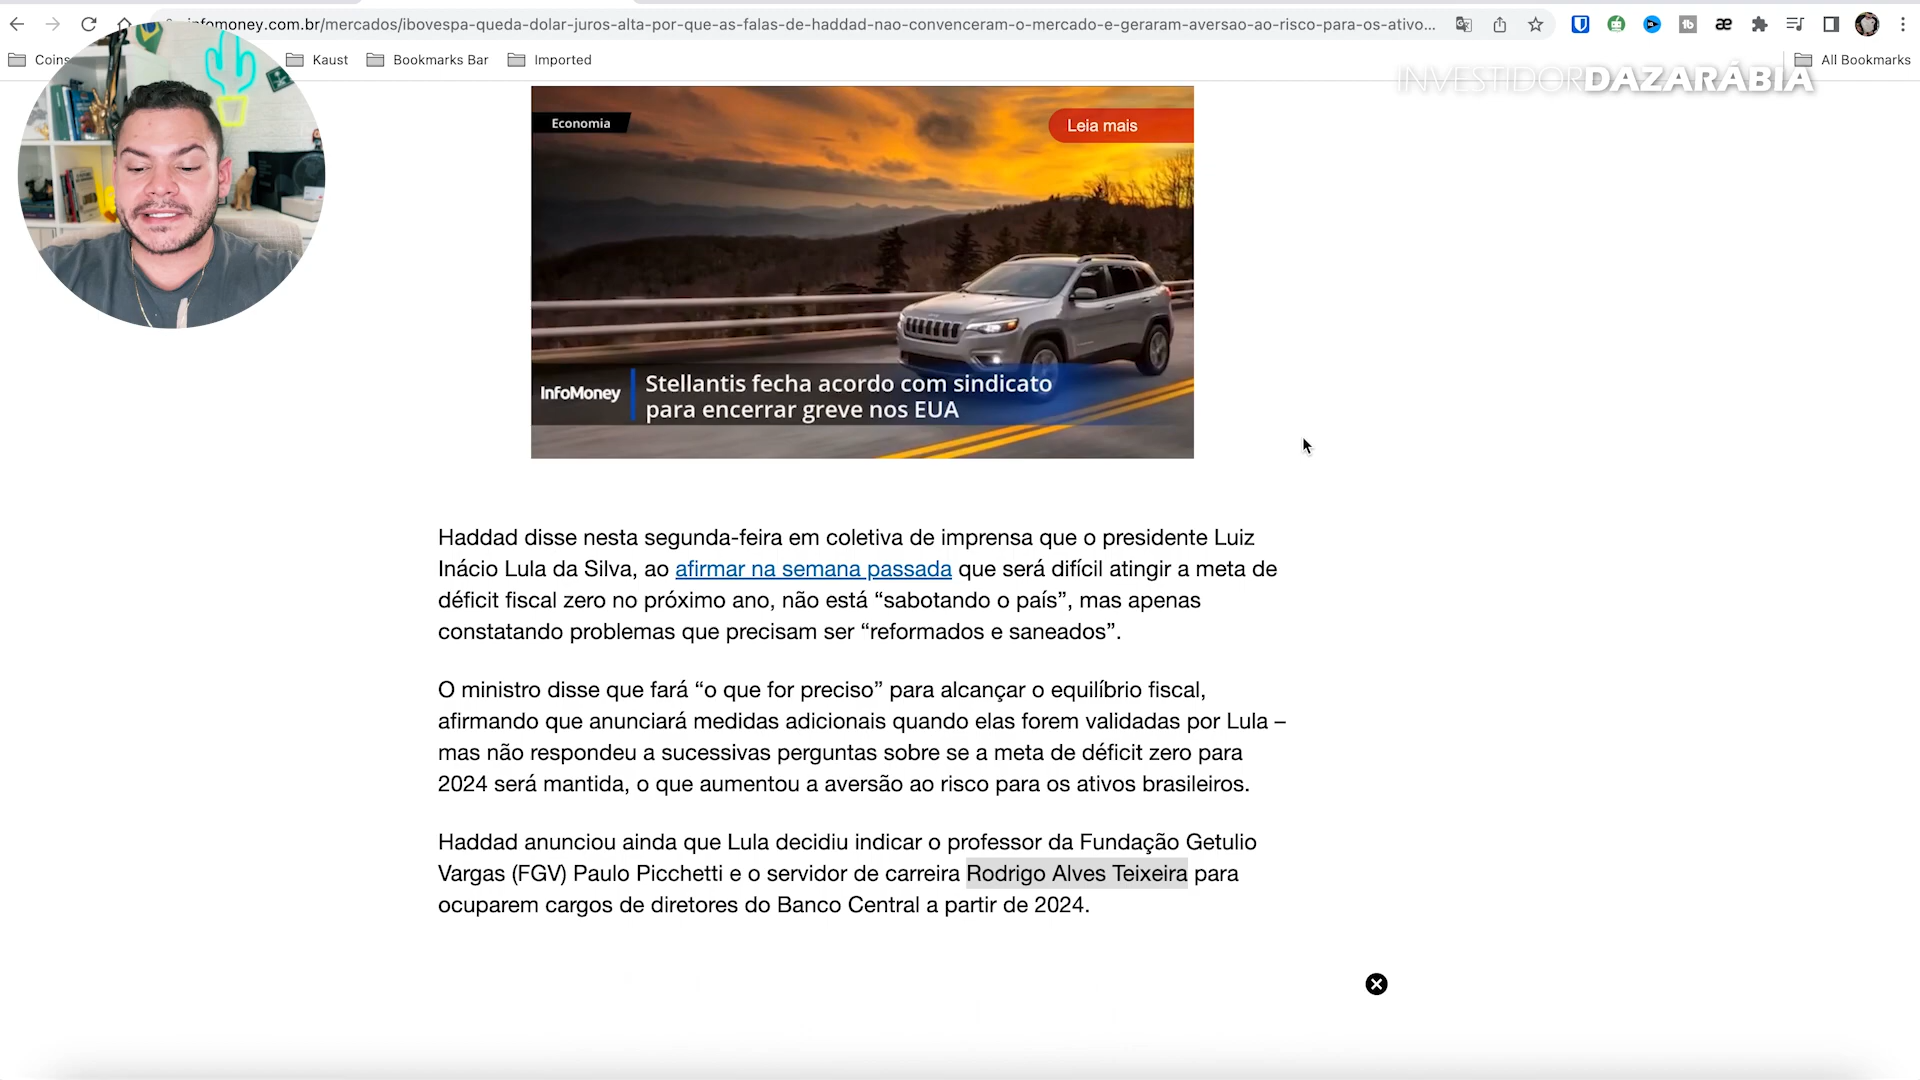 infomoney.com.br/mercados/ibovespa-queda-dolar-juros-alta-por-que-as-falas-de-haddad-nao-convenceram-o-mercado-e-geraram-aversao-ao-risco-para-os-ativo...
Coins
Kaust
Bookmarks Bar
Imported
All Bookmarks
INVESTIDORDAZARÁBIA
Economia
Leia mais
InfoMoney
Stellantis fecha acordo com sindicato
para encerrar greve nos EUA
Haddad disse nesta segunda-feira em coletiva de imprensa que o presidente Luiz
Inácio Lula da Silva, ao afirmar na semana passada que será difícil atingir a meta de
déficit fiscal zero no próximo ano, não está “sabotando o país”, mas apenas
constatando problemas que precisam ser “reformados e saneados”.
O ministro disse que fará “o que for preciso” para alcançar o equilíbrio fiscal,
afirmando que anunciará medidas adicionais quando elas forem validadas por Lula –
mas não respondeu a sucessivas perguntas sobre se a meta de déficit zero para
2024 será mantida, o que aumentou a aversão ao risco para os ativos brasileiros.
Haddad anunciou ainda que Lula decidiu indicar o professor da Fundação Getulio
Vargas (FGV) Paulo Picchetti e o servidor de carreira Rodrigo Alves Teixeira para
ocuparem cargos de diretores do Banco Central a partir de 2024.